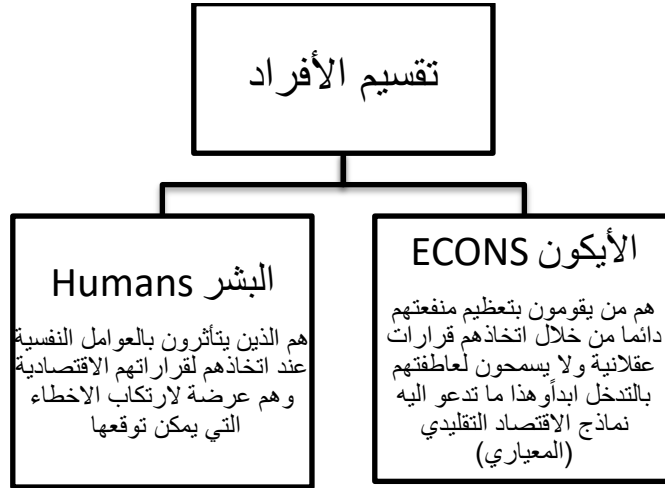 تقسيم الأفراد
الأيكون ECONS
هم من يقومون بتعظيم منفعتهم
دائما من خلال اتخاذهم قرارات
عقلانية ولا يسمحون لعاطفتهم
بالتدخل ابداًوهذا ما تدعو اليه
نماذج الاقتصاد التقليدي
(المعياري)
البشر Humans
هم الذين يتأثرون بالعوامل النفسية
عند اتخاذهم لقراراتهم الاقتصادية
وهم عرضة لارتكاب الاخطاء
التي يمكن توقعها